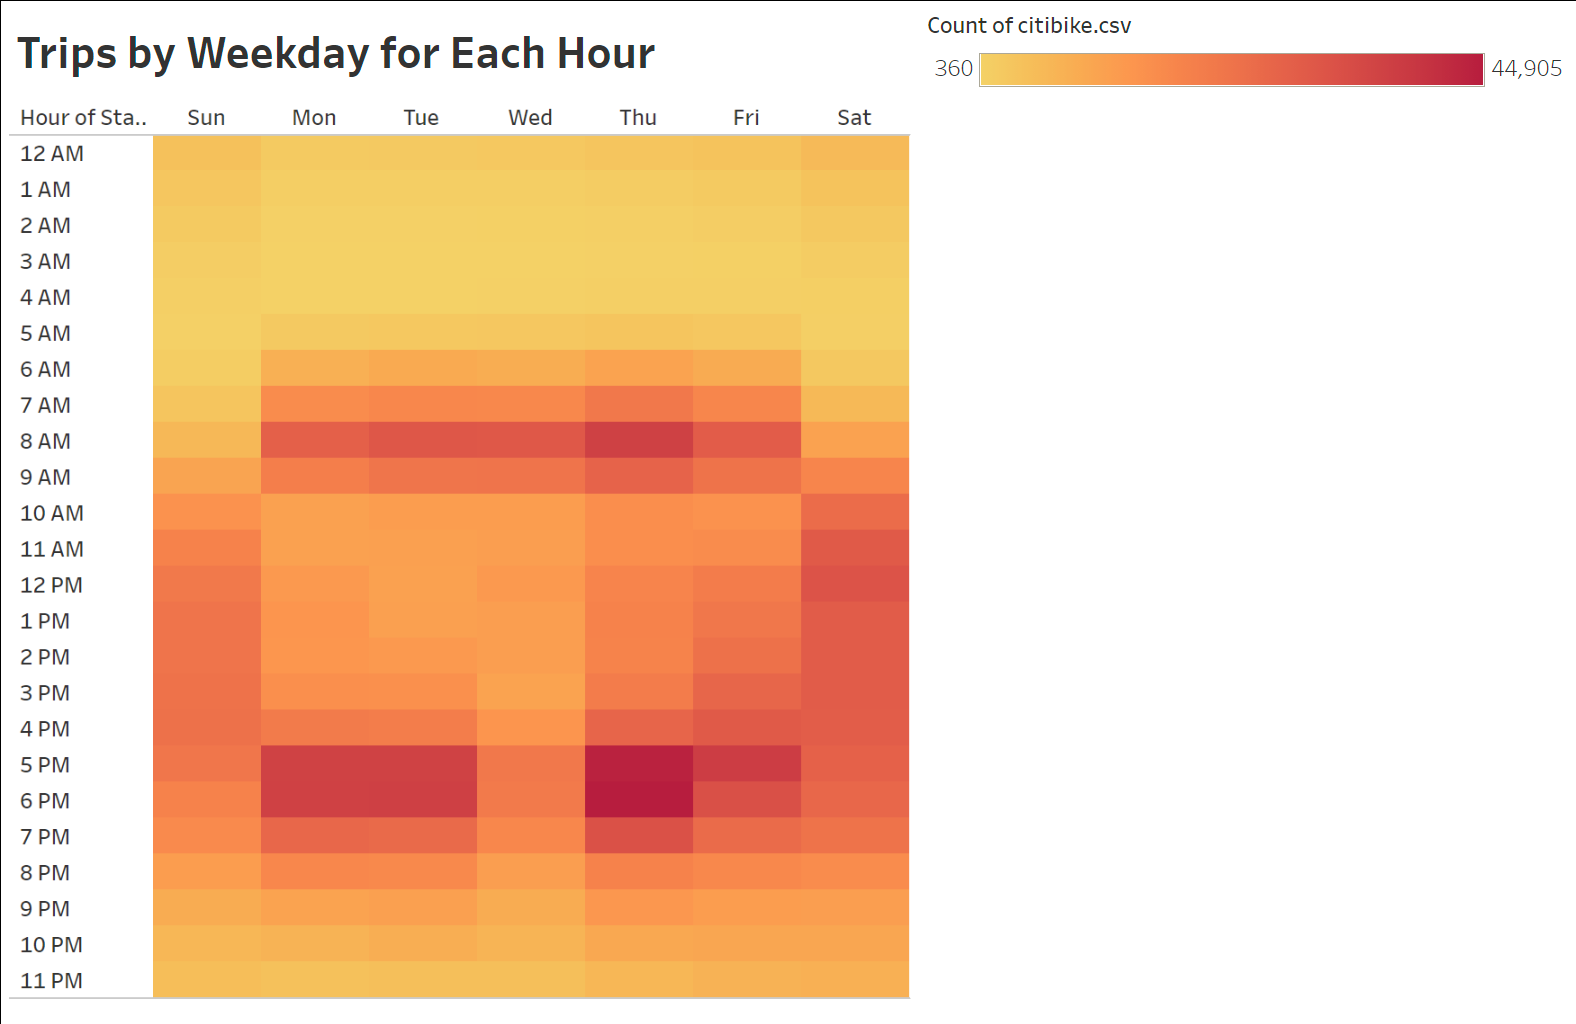 Trips by Weekday for Each Hour
Count of citibike.csv
360 44,905
Hour of Sta.. Sun Mon Tue Wed Thu Fri Sat
12 AM
1 AM
2 AM
3 AM
4 AM
5 AM
6 AM
7 AM
8 AM
9 AM
10 AM
11 AM
12 PM
1 PM
2 PM
3 PM
4 PM
5 PM
6 PM
7 PM
8 PM
9 PM
10 PM
11 PM